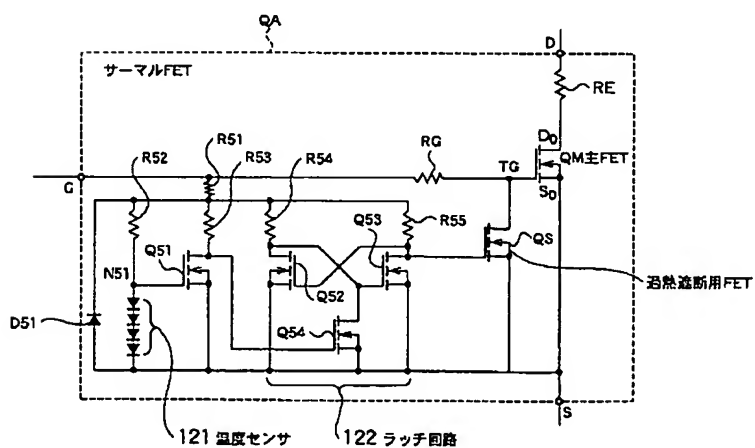 QA
D
サーマルFET
RE
R51
R52
R53
R54
RG
TG
D₀
QM主FET
S₀
G
Q51
Q53
R55
QS
N51
Q52
過熱遮断用FET
D51
Q54
S
121 温度センサ
122 ラッチ回路